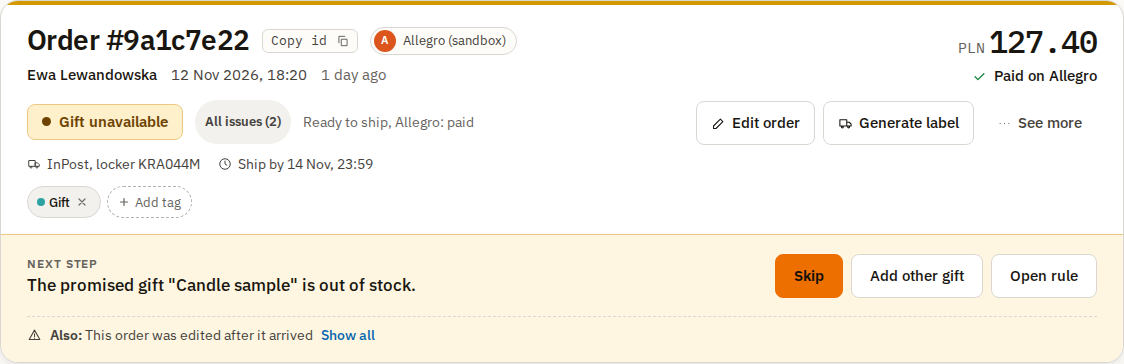 Order #9a1c7e22 Copy id A Allegro (sandbox) PLN 127.40
Ewa Lewandowska 12 Nov 2026, 18:20 1 day ago Paid on Allegro
Gift unavailable All issues (2) Ready to ship, Allegro: paid Edit order Generate label ··· See more
InPost, locker KRA044M Ship by 14 Nov, 23:59
Gift × + Add tag
NEXT STEP
The promised gift "Candle sample" is out of stock. Skip Add other gift Open rule
Also: This order was edited after it arrived Show all